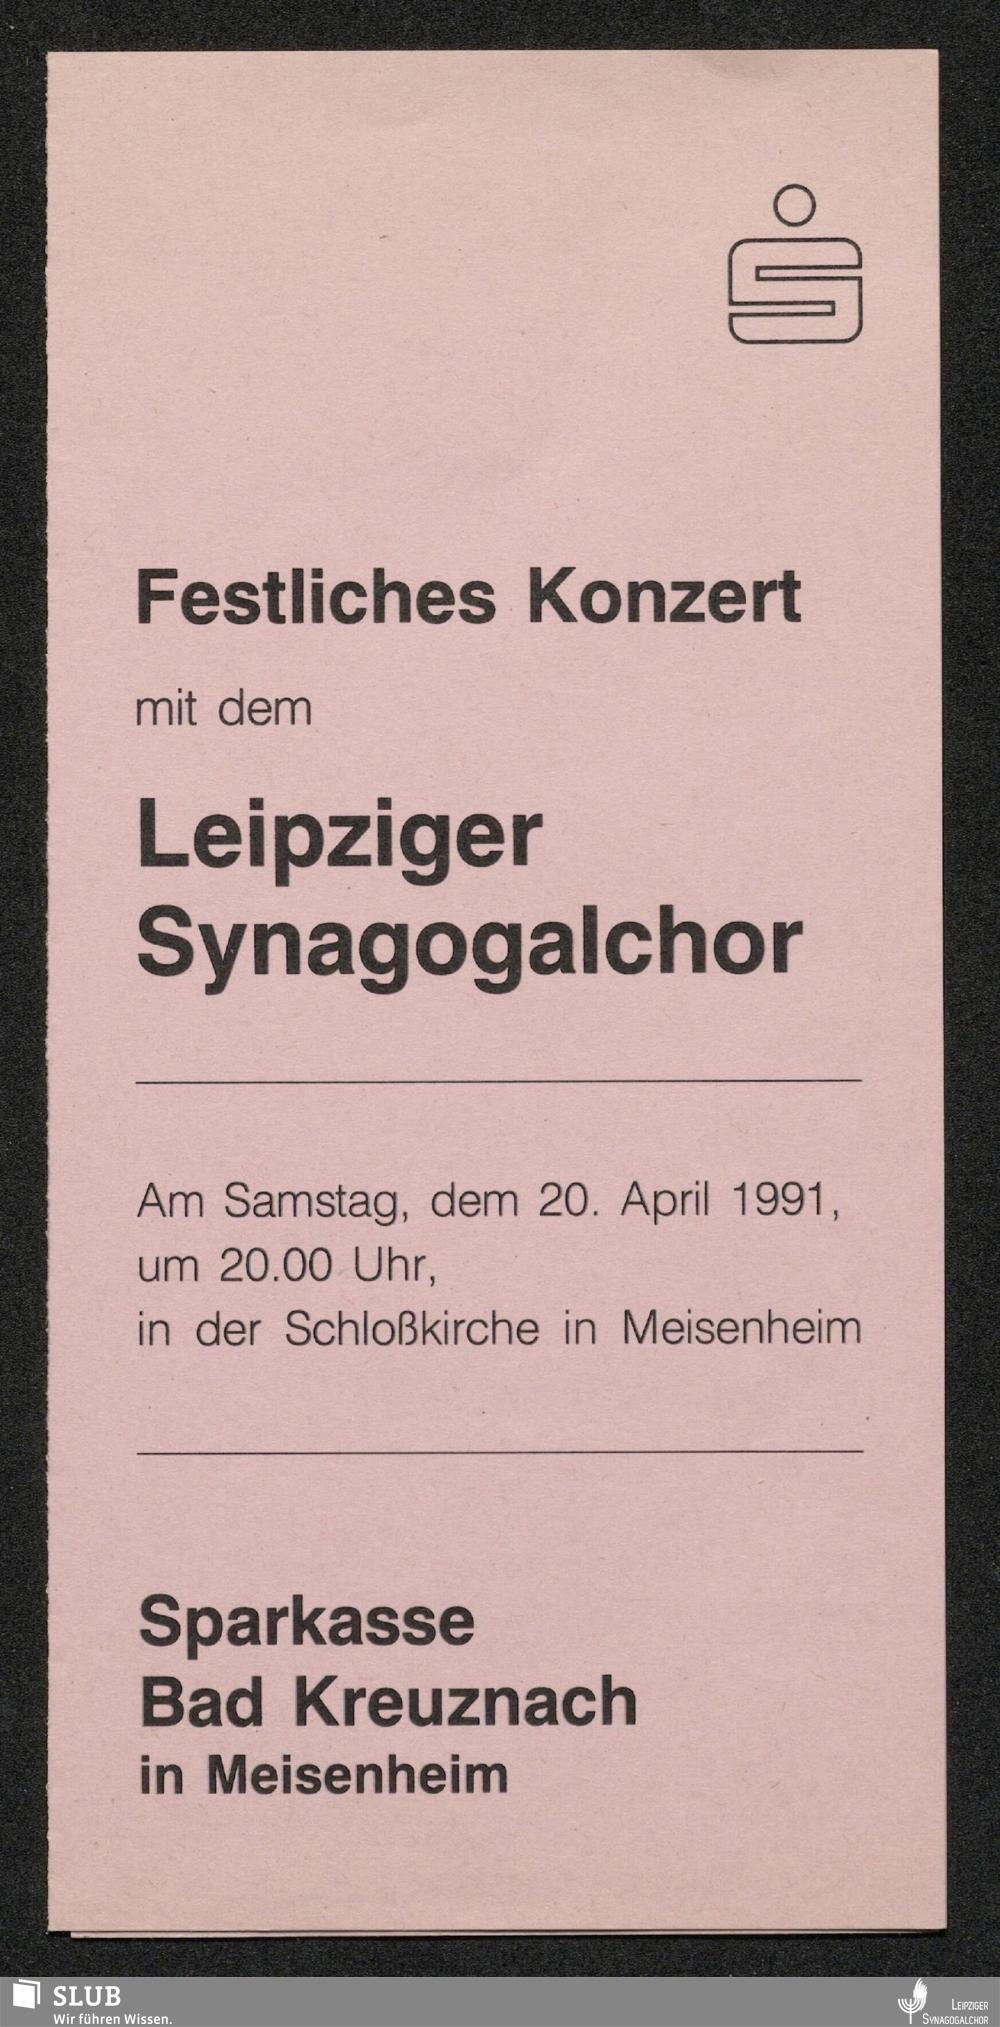 Festliches Konzert
mit dem
Leipziger
Synagogalchor
Am Samstag, dem 20. April 1991,
um 20.00 Uhr,
in der Schloßkirche in Meisenheim
Sparkasse
Bad Kreuznach
in Meisenheim
SLUB
Wir führen Wissen.
LEIPZIGER
SYNAGOGALCHOR